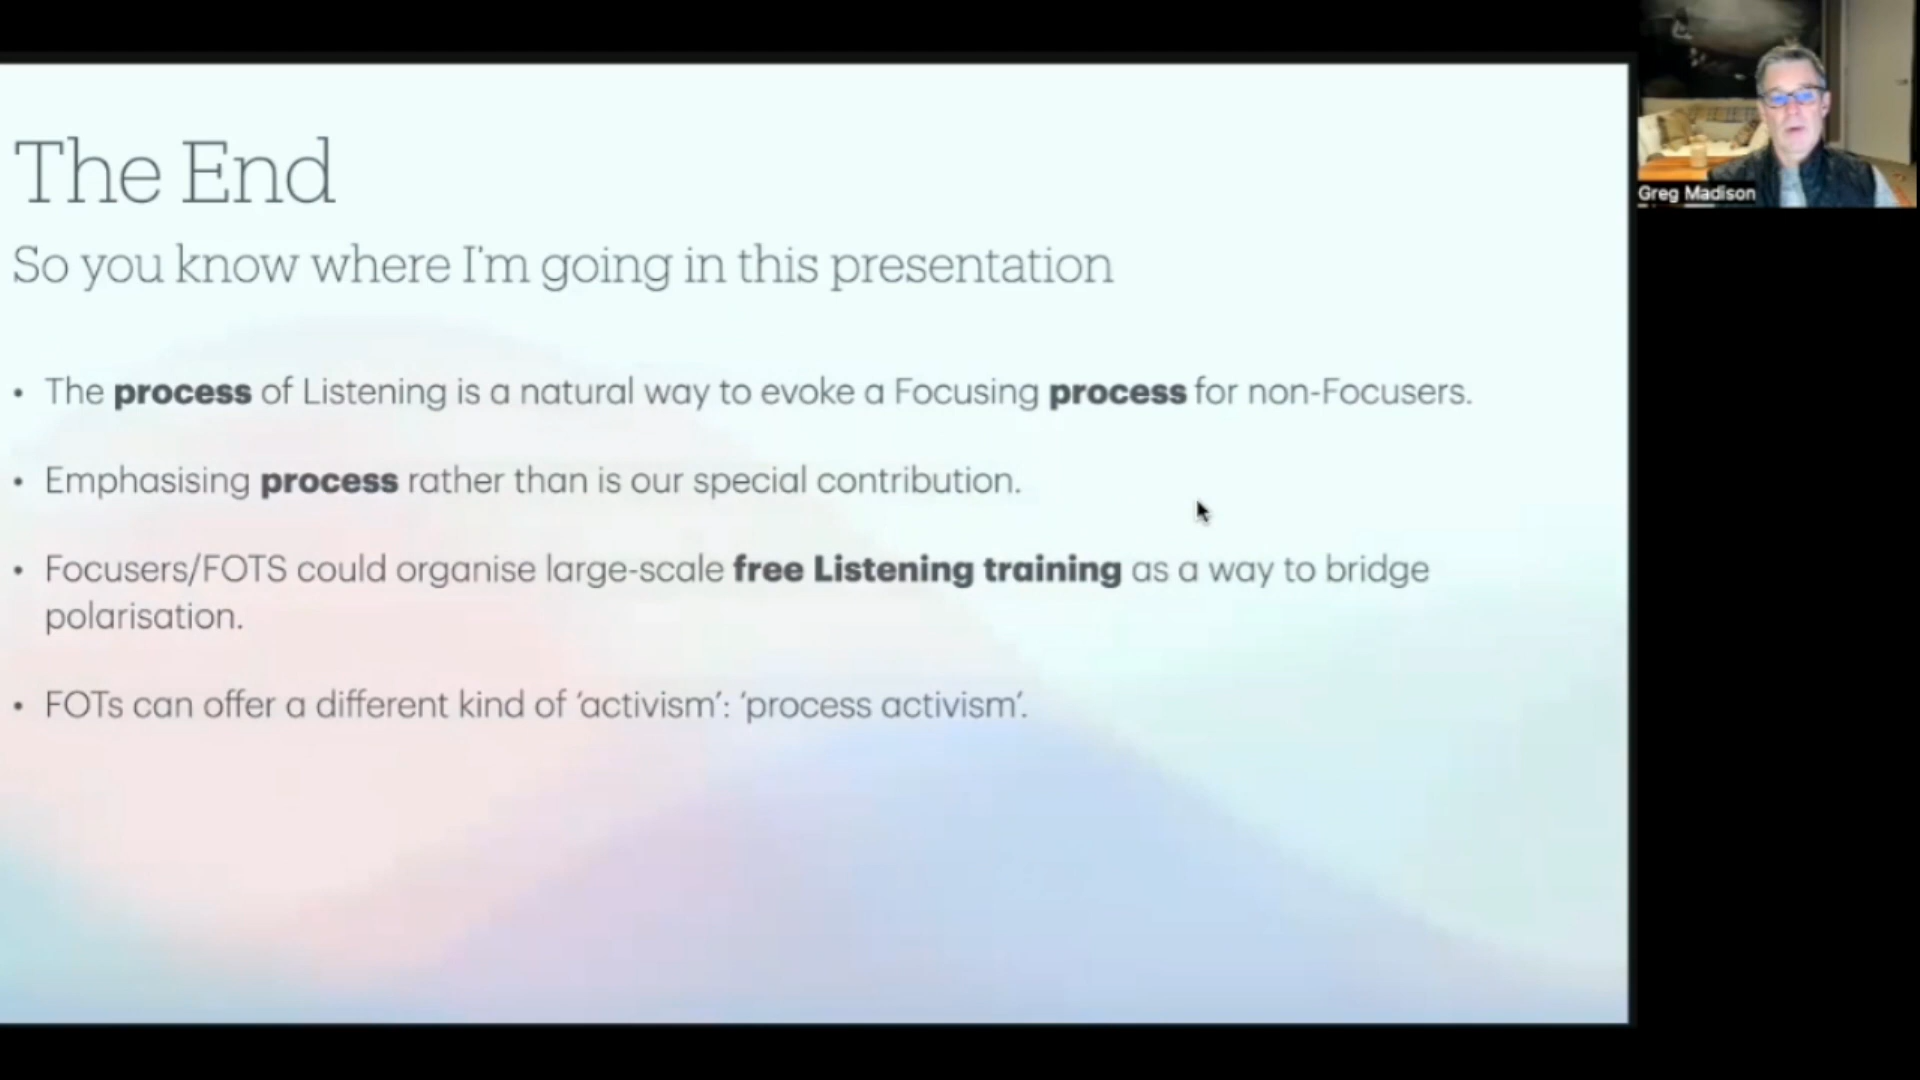 The End
So you know where I'm going in this presentation
• The process of Listening is a natural way to evoke a Focusing process for non-Focusers.
• Emphasising process rather than is our special contribution.
• Focusers/FOTS could organise large-scale free Listening training as a way to bridge
polarisation.
• FOTs can offer a different kind of ‘activism’: ‘process activism’.
Greg Madison